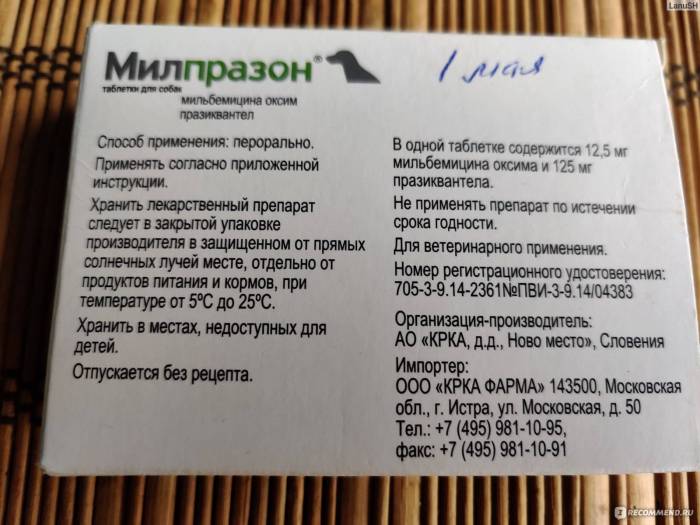 LanuSH
Милпразон®
1 мая
таблетки для собак
мильбемицина оксим
празиквантел
Способ применения: перорально.
Применять согласно приложенной
инструкции.
Хранить лекарственный препарат
следует в закрытой упаковке
производителя в защищенном от прямых
солнечных лучей месте, отдельно от
продуктов питания и кормов, при
температуре от 5ºС до 25ºС.
Хранить в местах, недоступных для
детей.
Отпускается без рецепта.
В одной таблетке содержится 12,5 мг
мильбемицина оксима и 125 мг
празиквантела.
Не применять препарат по истечении
срока годности.
Для ветеринарного применения.
Номер регистрационного удостоверения:
705-3-9.14-2361№ПВИ-3-9.14/04383
Организация-производитель:
АО «КРКА, д.д., Ново место», Словения
Импортер:
ООО «КРКА ФАРМА» 143500, Московская
обл., г. Истра, ул. Московская, д. 50
Тел.: +7 (495) 981-10-95,
факс: +7 (495) 981-10-91
RECOMMEND.RU